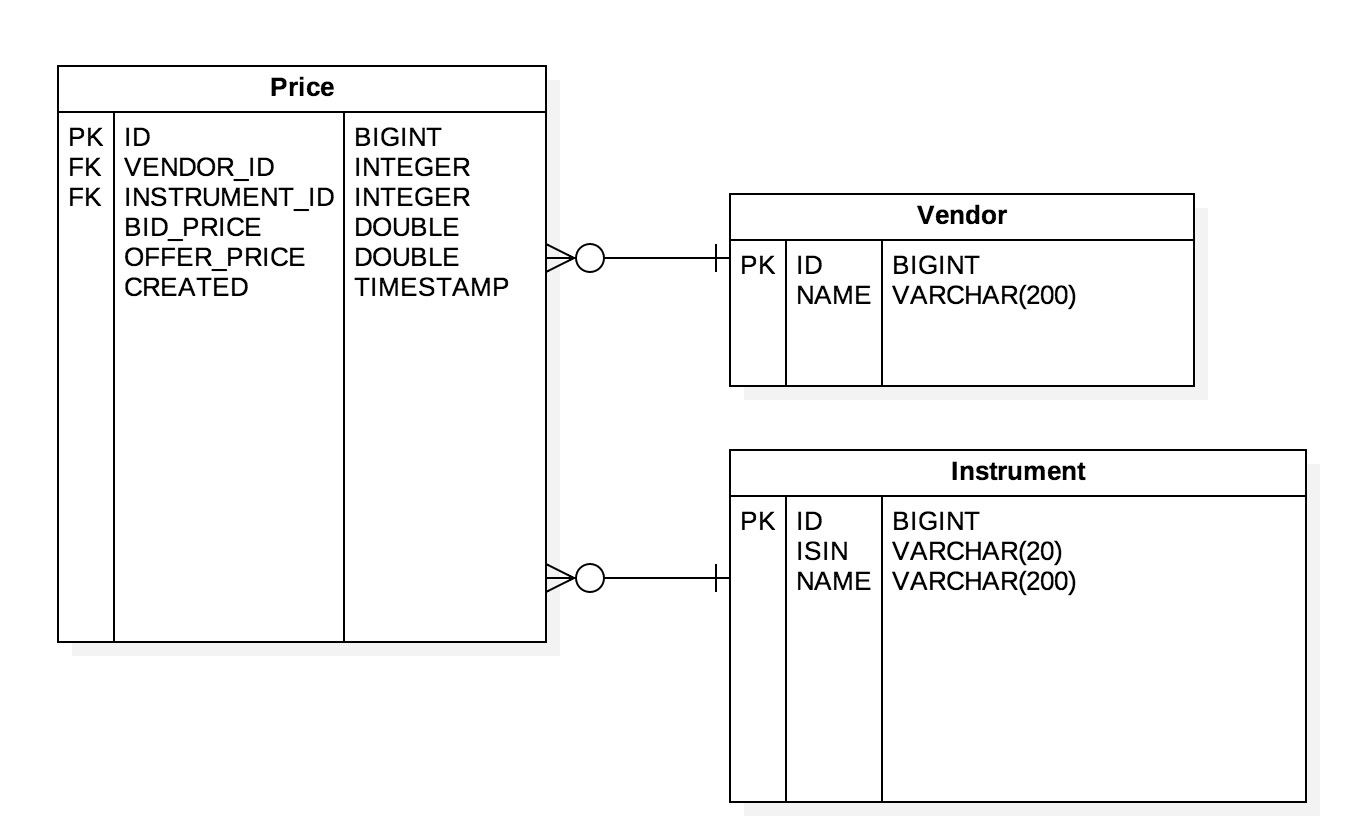 Price
PK ID BIGINT
FK VENDOR_ID INTEGER
FK INSTRUMENT_ID INTEGER
BID_PRICE DOUBLE
OFFER_PRICE DOUBLE
CREATED TIMESTAMP
Vendor
PK ID BIGINT
NAME VARCHAR(200)
Instrument
PK ID BIGINT
ISIN VARCHAR(20)
NAME VARCHAR(200)